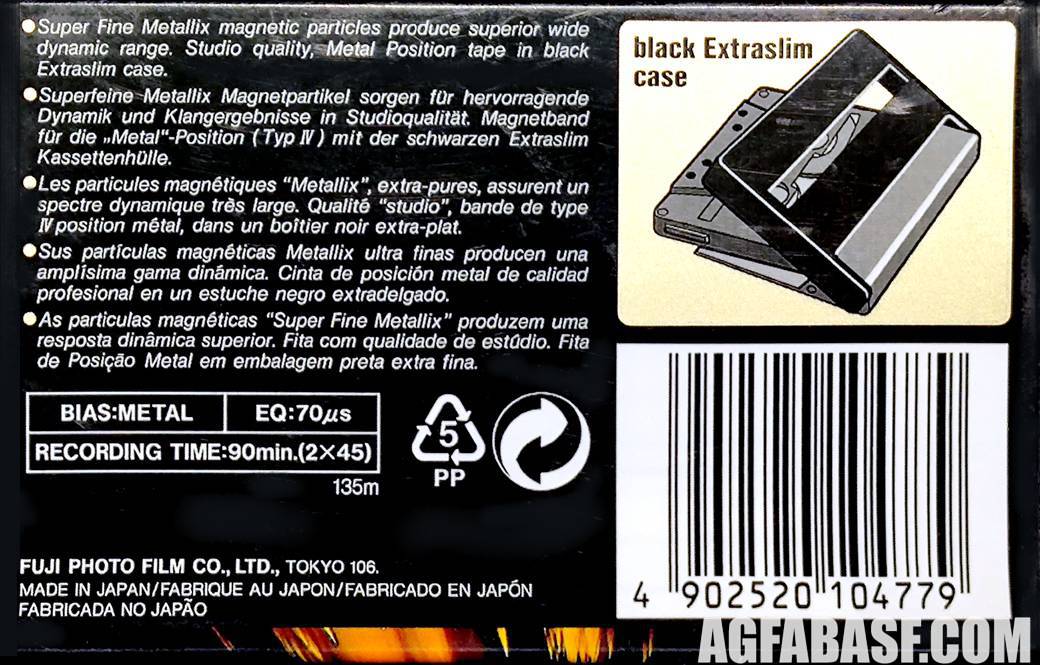 ●Super Fine Metallix magnetic particles produce superior wide
dynamic range. Studio quality, Metal Position tape in black
Extraslim case.
●Superfeine Metallix Magnetpartikel sorgen für hervorragende
Dynamik und Klangergebnisse in Studioqualität. Magnetband
für die „Metal“-Position (Typ IV) mit der schwarzen Extraslim
Kassettenhülle.
●Les particules magnétiques “Metallix”, extra-pures, assurent un
spectre dynamique très large. Qualité “studio”, bande de type
IV position métal, dans un boîtier noir extra-plat.
●Sus partículas magnéticas Metallix ultra finas producen una
amplísima gama dinámica. Cinta de posición metal de calidad
profesional en un estuche negro extradelgado.
●As particulas magnéticas “Super Fine Metallix” produzem uma
resposta dinâmica superior. Fita com qualidade de estúdio. Fita
de Posição Metal em embalagem preta extra fina.
BIAS:METAL EQ:70µs
RECORDING TIME:90min.(2×45)
135m
5
PP
FUJI PHOTO FILM CO., LTD., TOKYO 106.
MADE IN JAPAN/FABRIQUE AU JAPON/FABRICADO EN JAPÓN
FABRICADA NO JAPÃO
black Extraslim
case
4 902520 104779
AGFABASF.COM